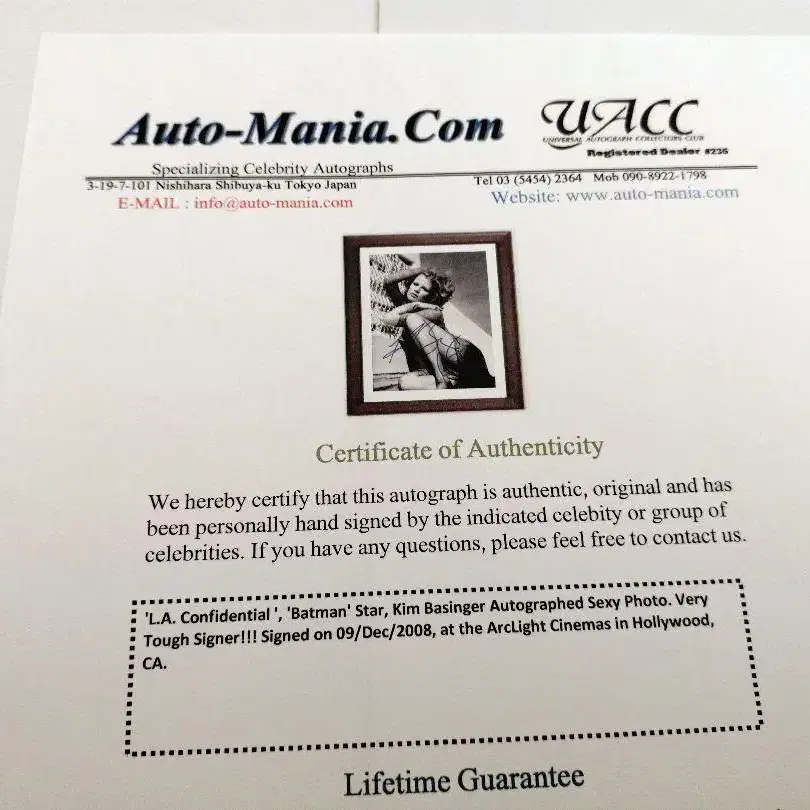 Auto-Mania.Com
UACC
UNIVERSAL AUTOGRAPH COLLECTORS CLUB
Registered Dealer #236
Specializing Celebrity Autographs
3-19-7-101 Nishihara Shibuya-ku Tokyo Japan
Tel 03 (5454) 2364 Mob 090-8922-1798
E-MAIL : info@auto-mania.com
Website: www.auto-mania.com
Certificate of Authenticity
We hereby certify that this autograph is authentic, original and has
been personally hand signed by the indicated celebity or group of
celebrities. If you have any questions, please feel free to contact us.
'L.A. Confidential ', 'Batman' Star, Kim Basinger Autographed Sexy Photo. Very
Tough Signer!!! Signed on 09/Dec/2008, at the ArcLight Cinemas in Hollywood,
CA.
Lifetime Guarantee